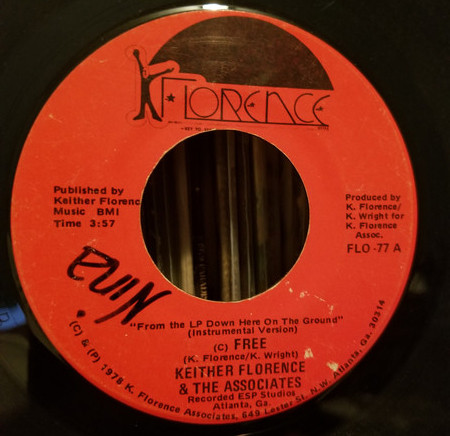 K. FLORENCE
Published by
Keither Florenc
Music BMI
Time 3:57
Produced by
K. Florence/
K. Wright for
K. Florence
Assoc.
FLO-77 A
Nina
"From the LP Down Here On The Ground"
(Instrumental Version)
(C) FREE
(K. Florence/K. Wright)
KEITHER FLORENCE
& THE ASSOCIATES
Recorded ESP Studios
Atlanta, Ga.
(C) & (P) 1978 K. Florence Associates, 649 Lester St. N.W. Atlanta, Ga. 30314